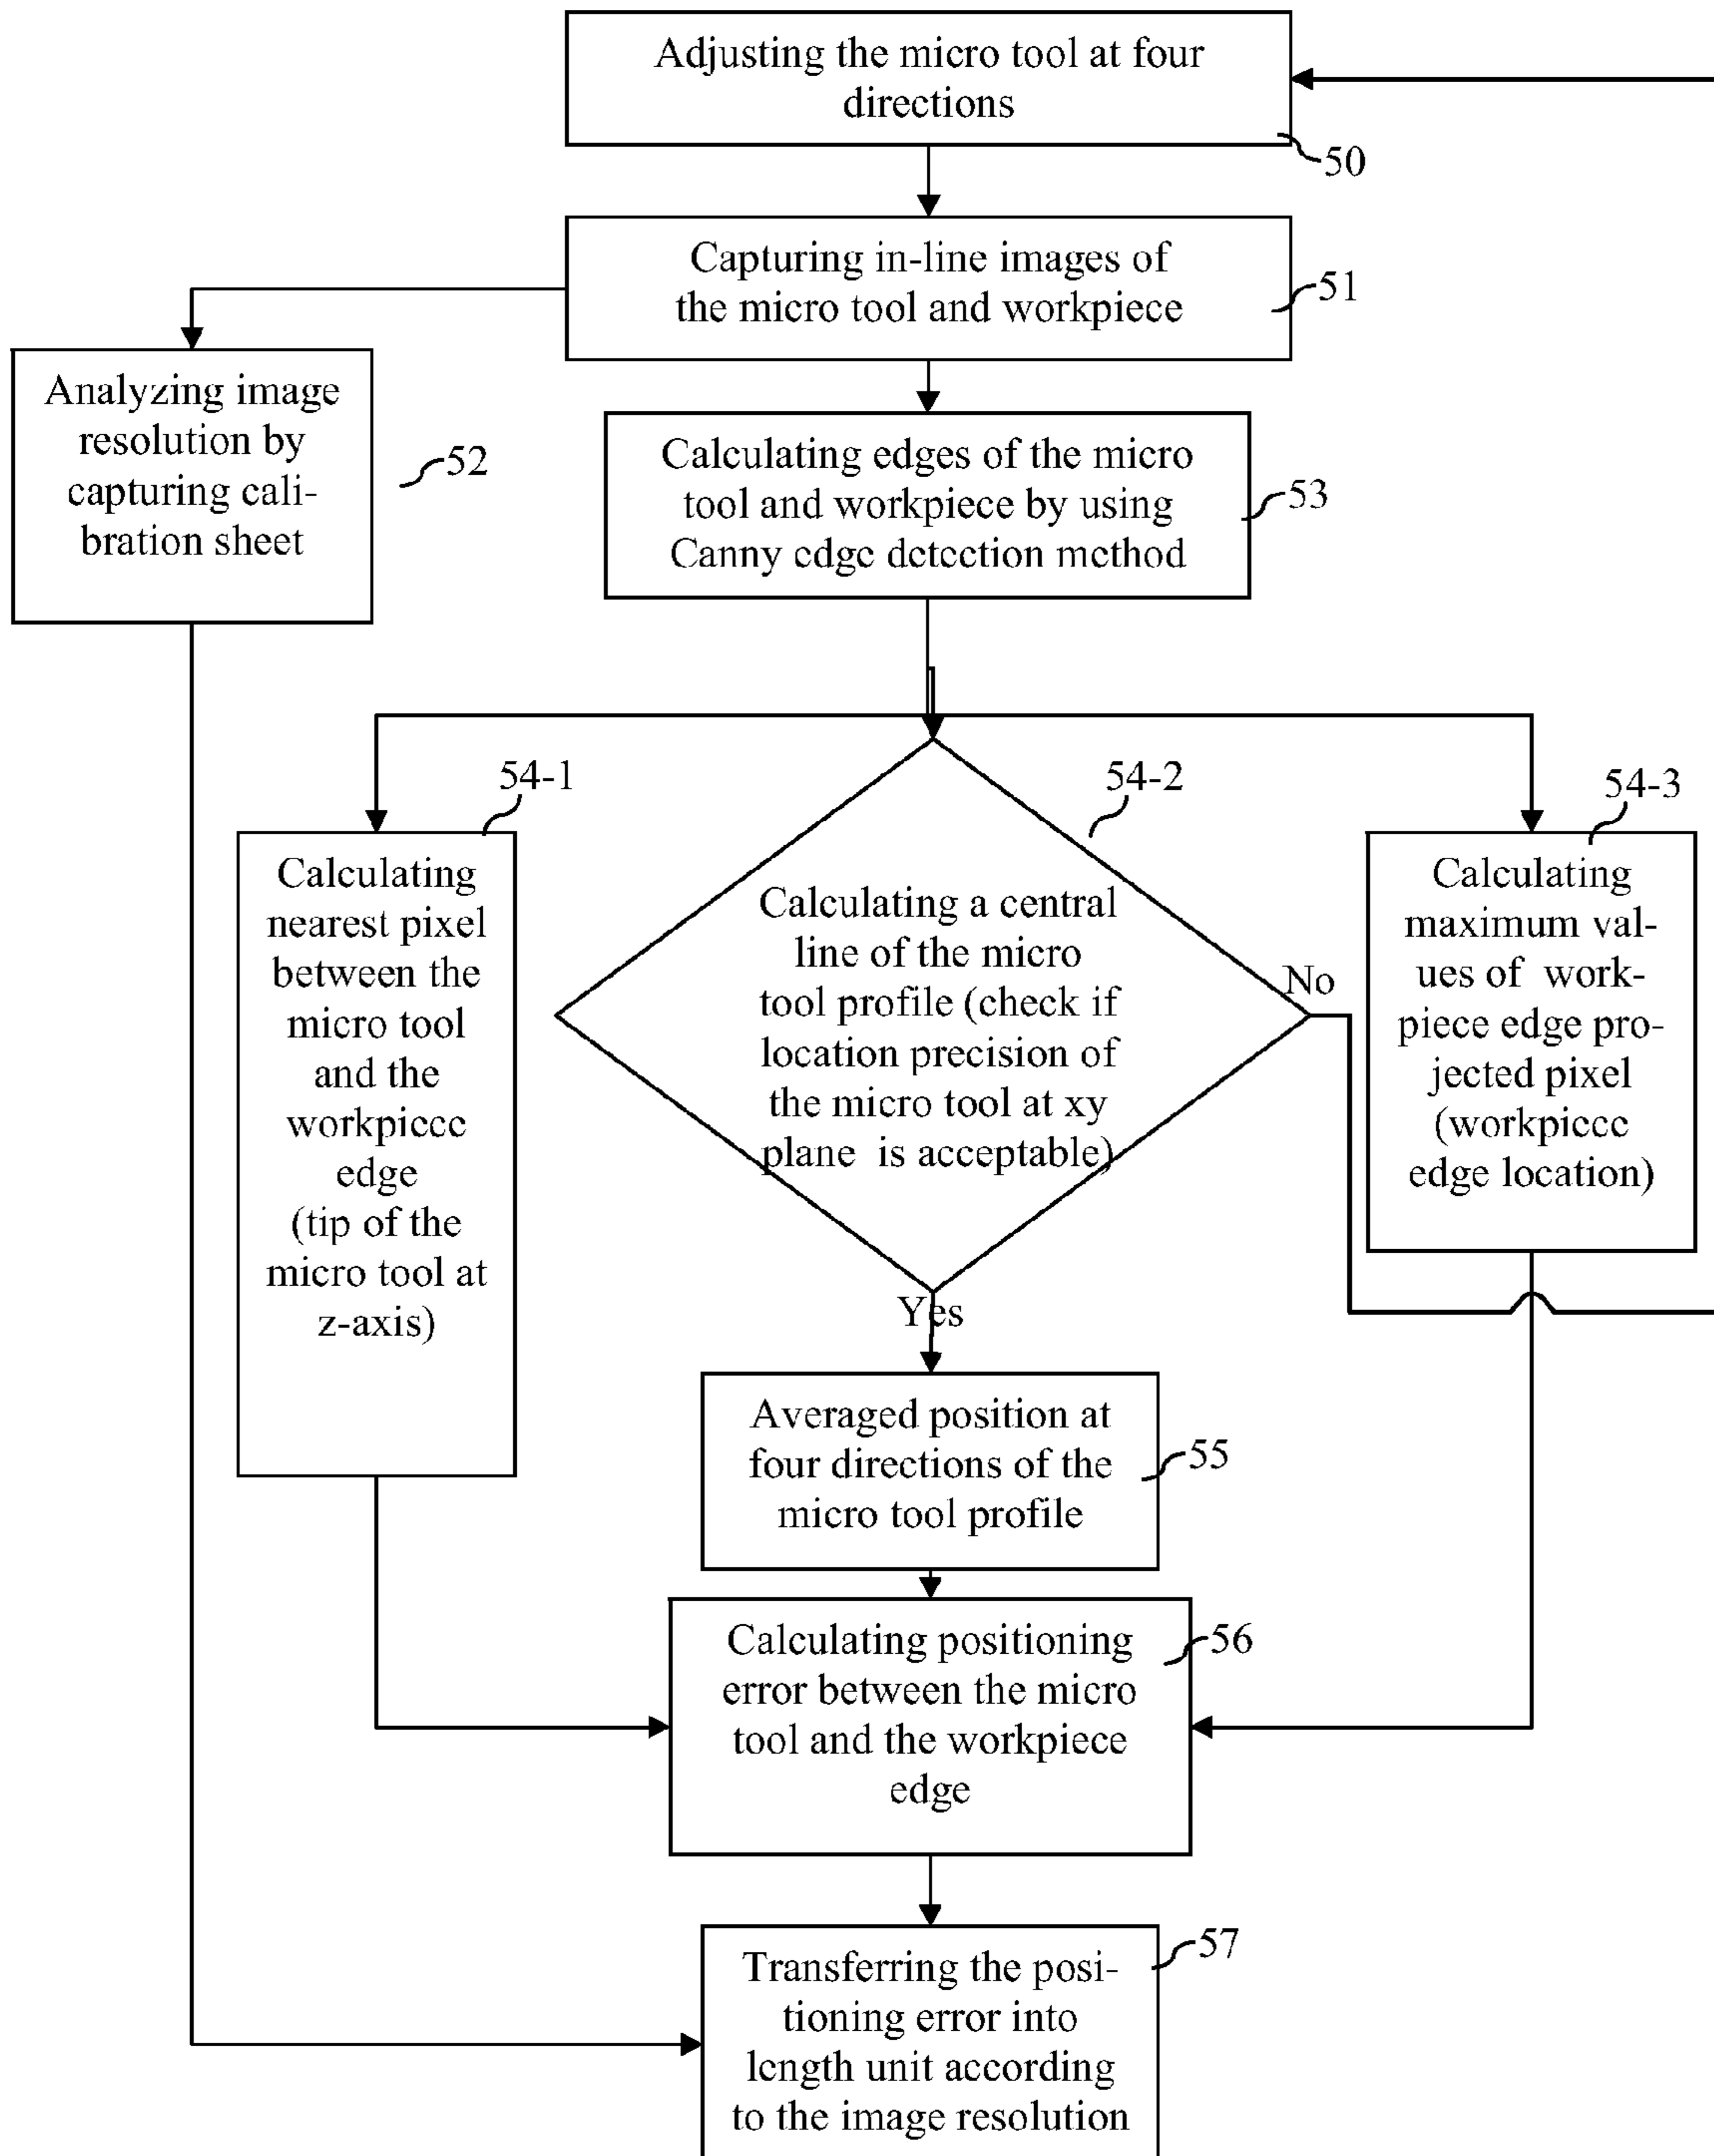 Adjusting the micro tool at four
directions
50
Capturing in-line images of
the micro tool and workpiece
51
Analyzing image
resolution by
capturing cali-
bration sheet
52
Calculating edges of the micro
tool and workpiece by using
Canny edge detection method
53
54-1
Calculating
nearest pixel
between the
micro tool
and the
workpiece
edge
(tip of the
micro tool at
z-axis)
54-2
Calculating a central
line of the micro
tool profile (check if
location precision of
the micro tool at xy
plane is acceptable)
No
Yes
54-3
Calculating
maximum val-
ues of work-
piece edge pro-
jected pixel
(workpiece
edge location)
Averaged position at
four directions of the
micro tool profile
55
Calculating positioning
error between the micro
tool and the workpiece
edge
56
Transferring the posi-
tioning error into
length unit according
to the image resolution
57